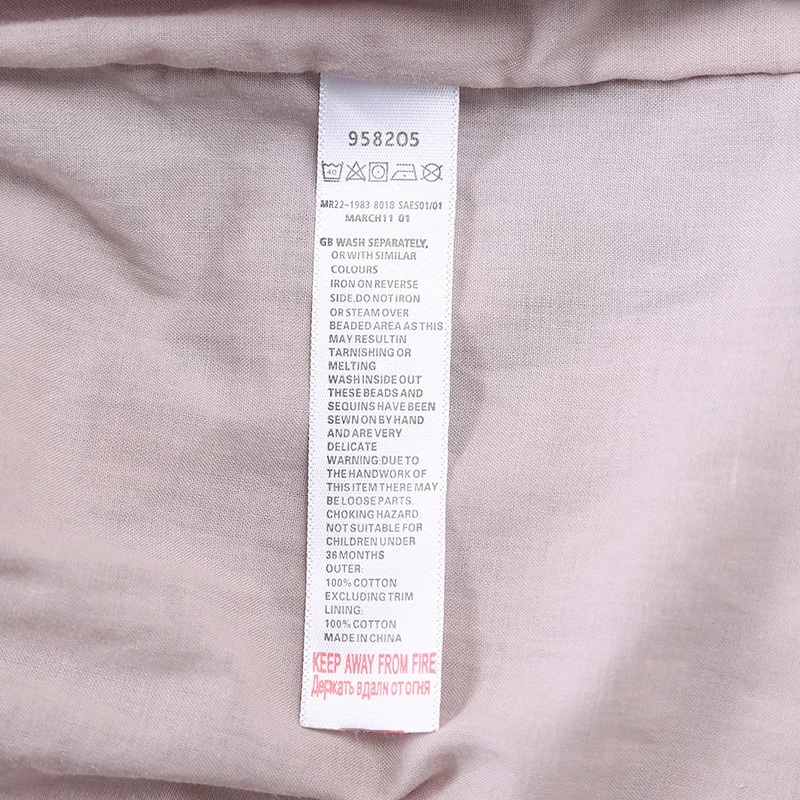 958205
40
MR22-1983 8018 SAES01/01
MARCH11 01
GB WASH SEPARATELY,
OR WITH SIMILAR
COLOURS
IRON ON REVERSE
SIDE.DO NOT IRON
OR STEAM OVER
BEADED AREA AS THIS
MAY RESULT IN
TARNISHING OR
MELTING
WASH INSIDE OUT
THESE BEADS AND
SEQUINS HAVE BEEN
SEWN ON BY HAND
AND ARE VERY
DELICATE
WARNING:DUE TO
THE HANDWORK OF
THIS ITEM THERE MAY
BE LOOSE PARTS.
CHOKING HAZARD.
NOT SUITABLE FOR
CHILDREN UNDER
36 MONTHS
OUTER:
100% COTTON
EXCLUDING TRIM
LINING:
100% COTTON
MADE IN CHINA
KEEP AWAY FROM FIRE
Держать вдали от огня